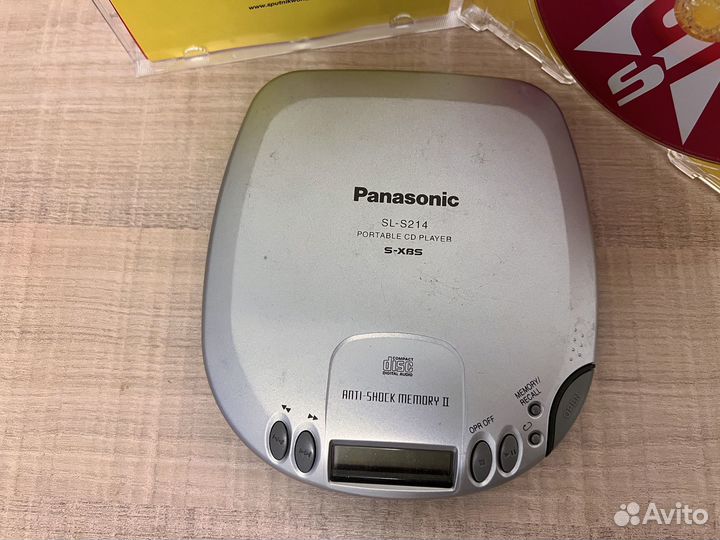 www.sputnikwon
Panasonic
SL-S214
PORTABLE CD PLAYER
S-XBS
COMPACT
disc
DIGITAL AUDIO
ANTI-SHOCK MEMORY II
MEMORY/
RECALL
OPR OFF
OPEN
Avito